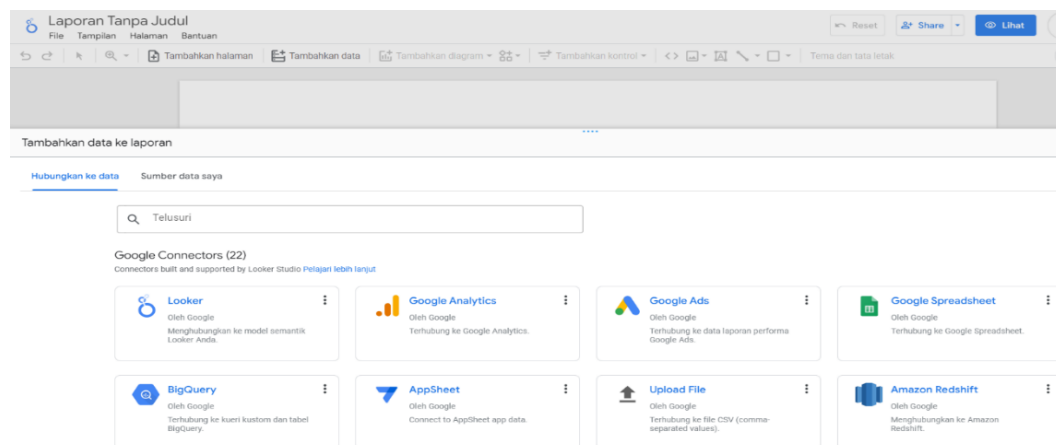 Laporan Tanpa Judul
File Tampilan Halaman Bantuan
Reset
Share
Lihat
Tambahkan halaman
Tambahkan data
Tambahkan diagram
Tambahkan kontrol
Tema dan tata letak
Tambahkan data ke laporan
Hubungkan ke data
Sumber data saya
Telusuri
Google Connectors (22)
Connectors built and supported by Looker Studio Pelajari lebih lanjut
Looker
Oleh Google
Menghubungkan ke model semantik
Looker Anda.
Google Analytics
Oleh Google
Terhubung ke Google Analytics.
Google Ads
Oleh Google
Terhubung ke data laporan performa
Google Ads.
Google Spreadsheet
Oleh Google
Terhubung ke Google Spreadsheet.
BigQuery
Oleh Google
Terhubung ke kueri kustom dan tabel
BigQuery.
AppSheet
Oleh Google
Connect to AppSheet app data.
Upload File
Oleh Google
Terhubung ke file CSV (comma-
separated values).
Amazon Redshift
Oleh Google
Menghubungkan ke Amazon
Redshift.